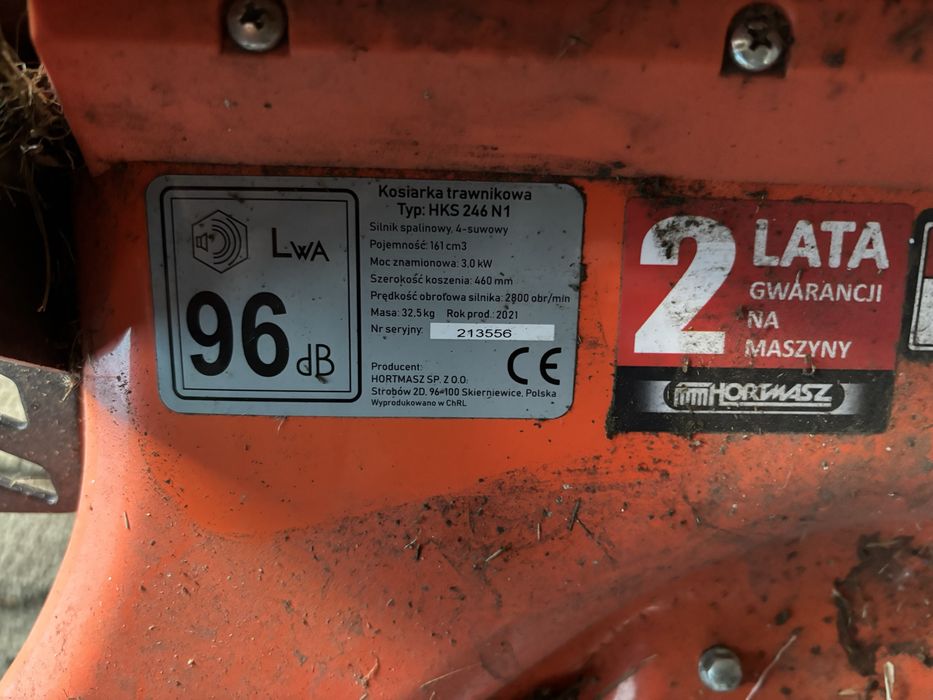 LWA
96 dB
Kosiarka trawnikowa
Typ: HKS 246 N1
Silnik spalinowy, 4-suwowy
Pojemność: 161 cm3
Moc znamionowa: 3.0 kW
Szerokość koszenia: 460 mm
Prędkość obrotowa silnika: 2800 obr/min
Masa: 32,5 kg Rok prod.: 2021
Nr seryjny: 213556
CE
Producent:
HORTMASZ SP. Z O.O.
Strobów 2D, 96-100 Skierniewice, Polska
Wyprodukowano w ChRL
2 LATA
GWARANCJI
NA
MASZYNY
HORTMASZ